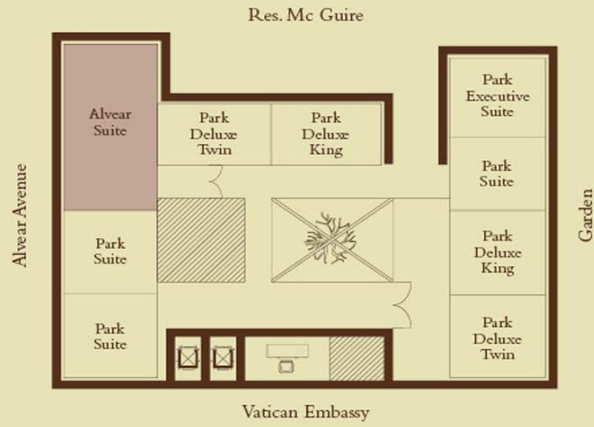 Res. Mc Guire
Alvear Avenue
Alvear
Suite
Park
Deluxe
Twin
Park
Deluxe
King
Park
Executive
Suite
Park
Suite
Park
Suite
Park
Deluxe
King
Park
Suite
Park
Deluxe
Twin
Garden
Vatican Embassy